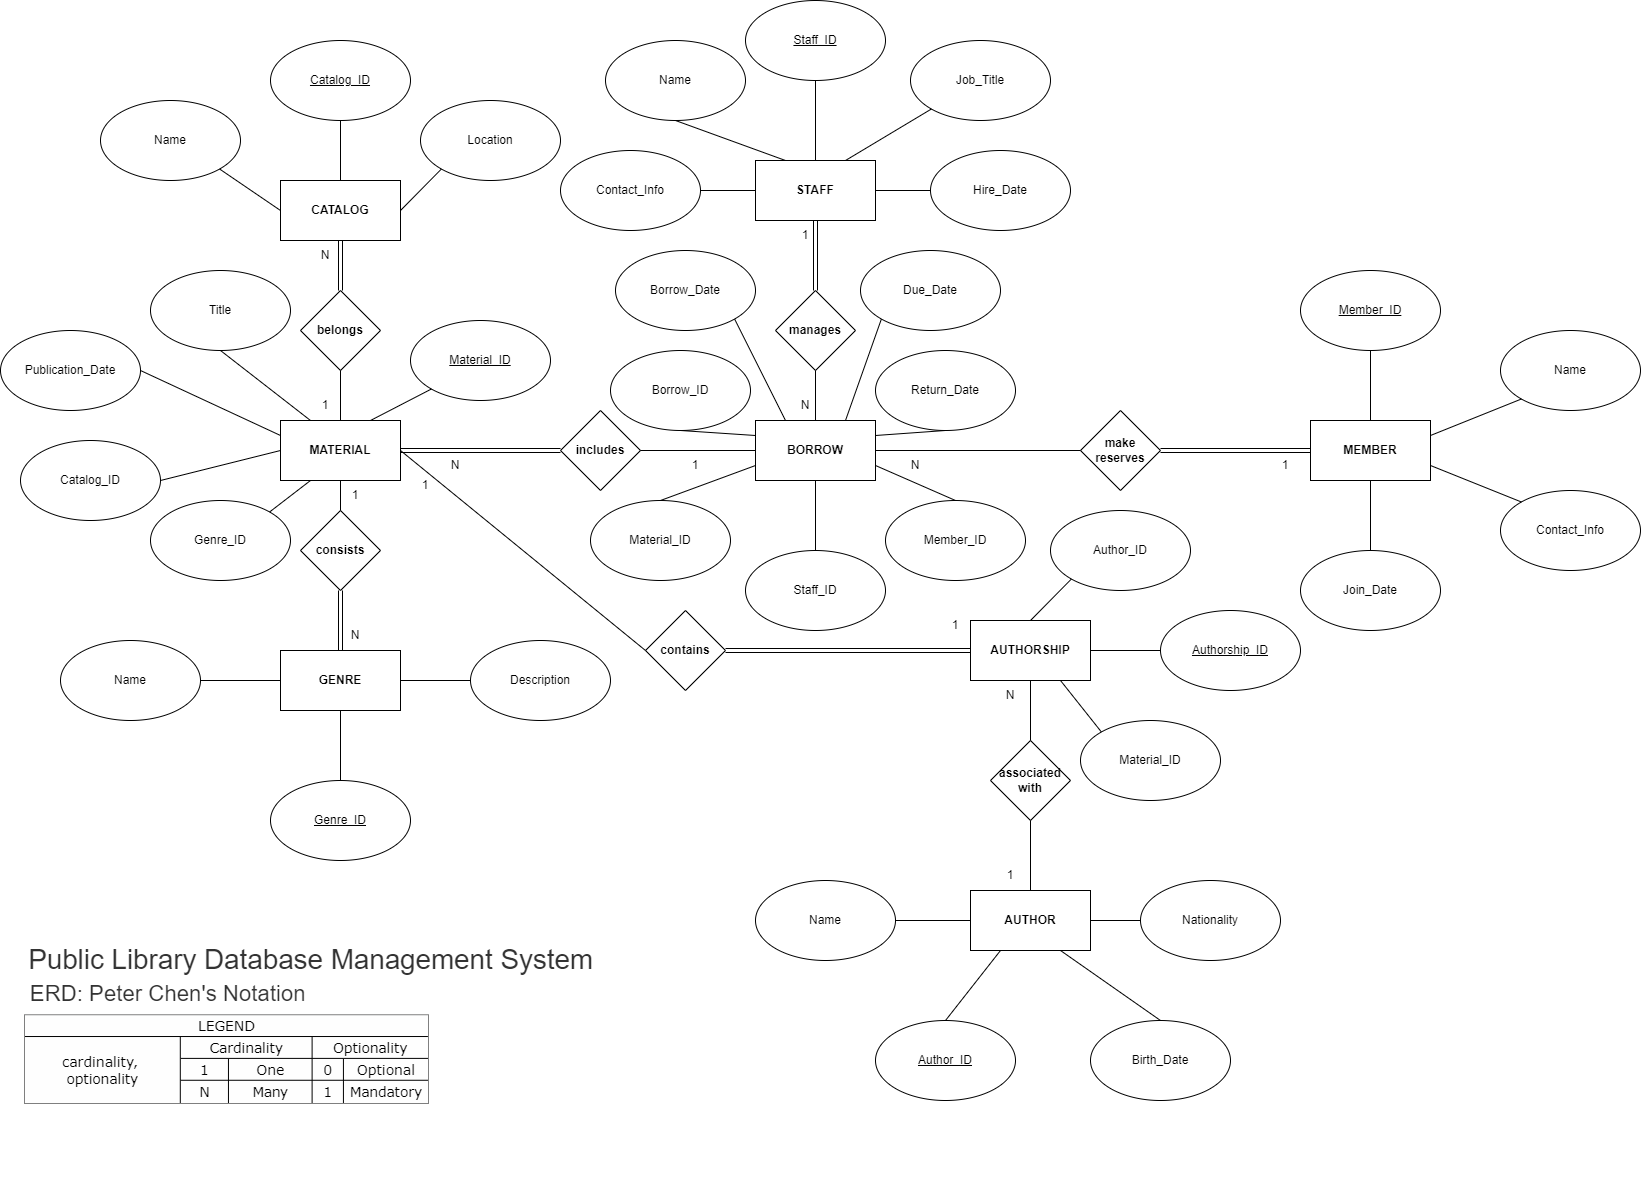 Staff_ID
Catalog_ID
Name
Job_Title
Name
Location
Contact_Info
STAFF
Hire_Date
CATALOG
1
N
Borrow_Date
Due_Date
Title
belongs
manages
Member_ID
Material_ID
Publication_Date
Name
Borrow_ID
Return_Date
1
N
MATERIAL
includes
BORROW
make
reserves
MEMBER
N
1
N
1
Catalog_ID
1
1
Genre_ID
consists
Material_ID
Member_ID
Author_ID
Contact_Info
Staff_ID
Join_Date
1
N
contains
AUTHORSHIP
Authorship_ID
Name
GENRE
Description
N
Material_ID
associated
with
Genre_ID
1
Name
AUTHOR
Nationality
Public Library Database Management System
ERD: Peter Chen's Notation
LEGEND
cardinality,
optionality
Cardinality
Optionality
1
One
0
Optional
N
Many
1
Mandatory
Author_ID
Birth_Date